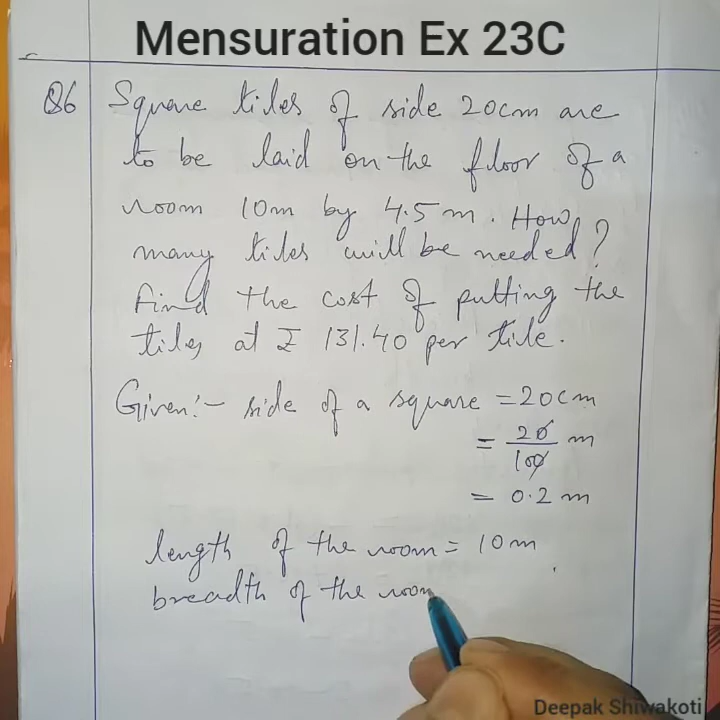 Mensuration Ex 23C
Q6 Square tiles of side 20cm are
to be laid on the floor of a
room 10m by 4.5 m. How
many tiles will be needed?
Find the cost of putting the
tiles at ₹ 131.40 per tile.
Given:- side of a square = 20cm
= 20/100 m
= 0.2 m
length of the room = 10m
breadth of the room
Deepak Shiwakoti